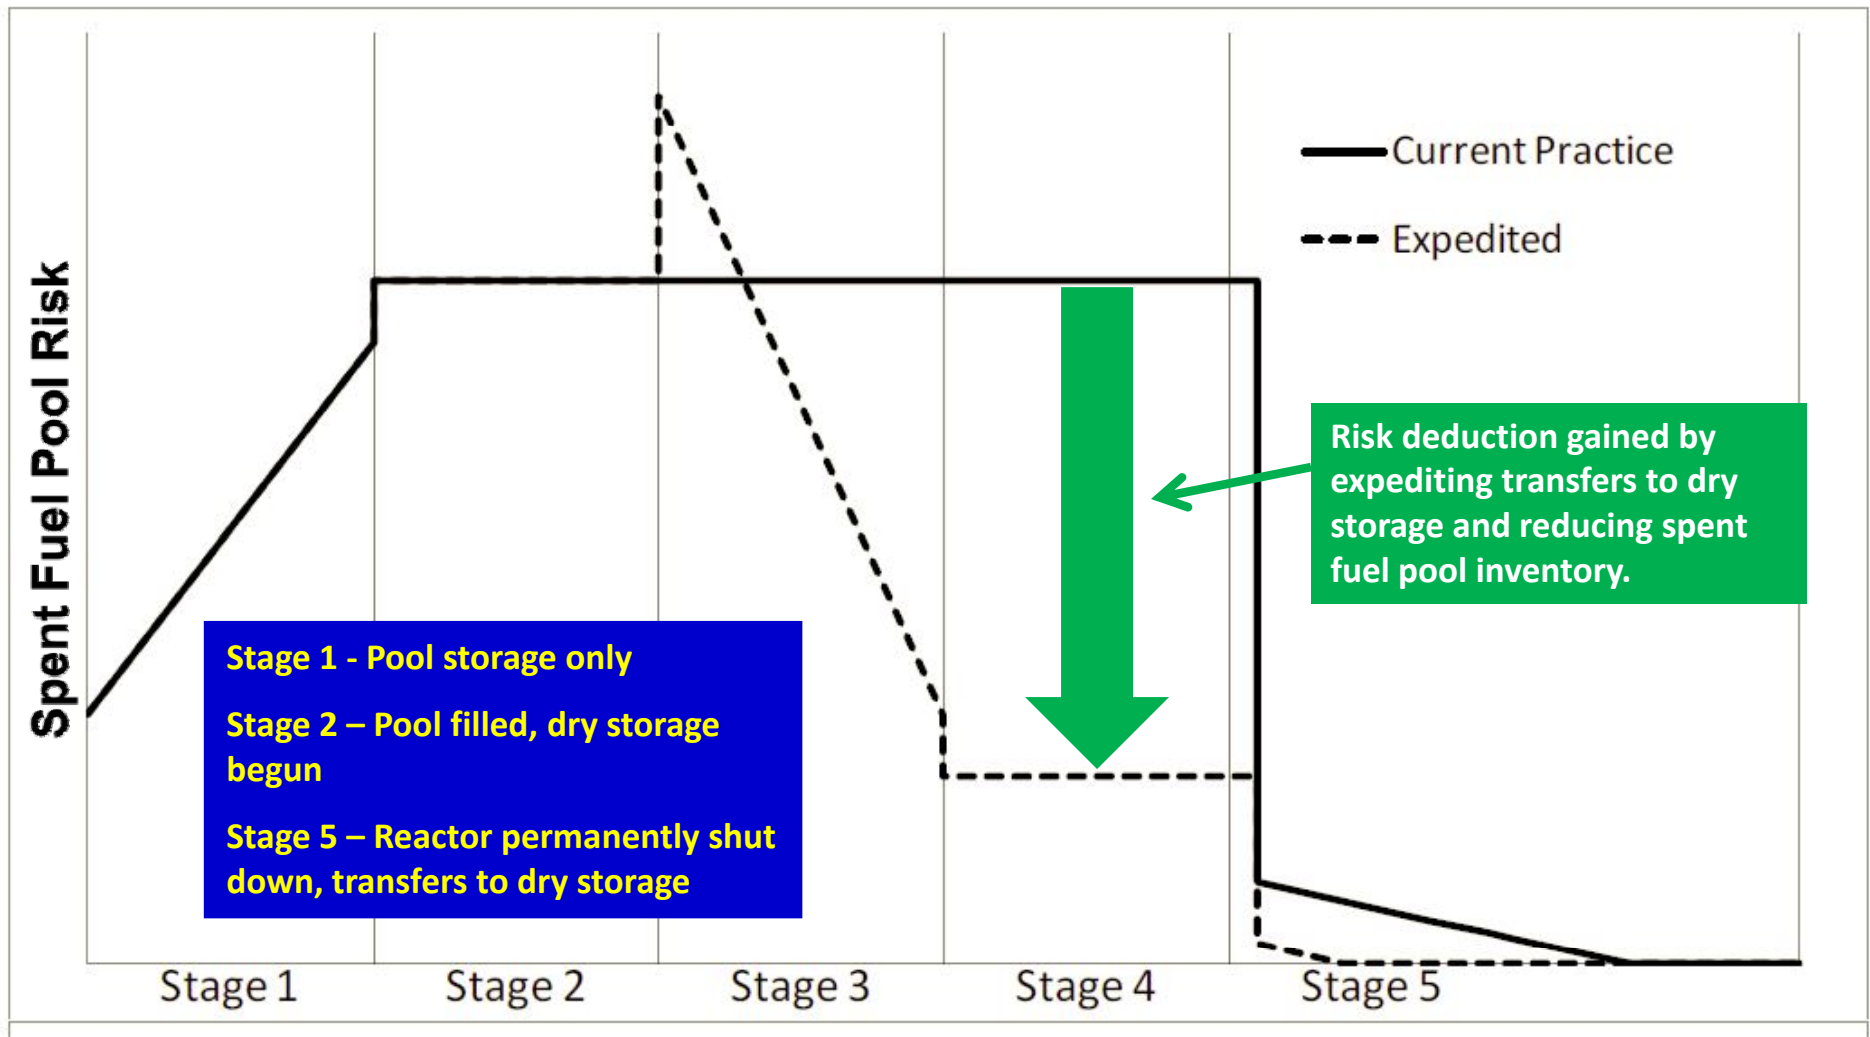 Spent Fuel Pool Risk
Current Practice
Expedited
Risk deduction gained by
expediting transfers to dry
storage and reducing spent
fuel pool inventory.
Stage 1 - Pool storage only
Stage 2 – Pool filled, dry storage
begun
Stage 5 – Reactor permanently shut
down, transfers to dry storage
Stage 1
Stage 2
Stage 3
Stage 4
Stage 5